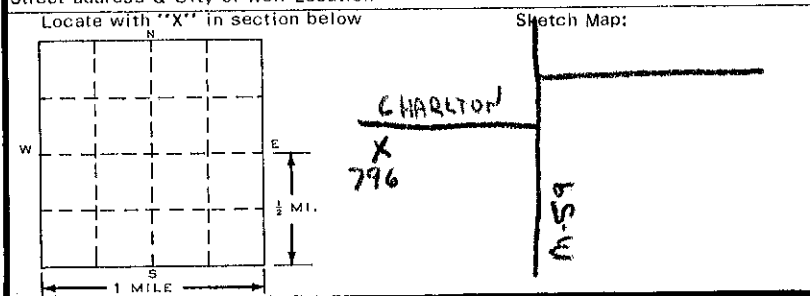 Street address & City of Well Location
Locate with "X" in section below
Sketch Map:
N
W
E
S
½ MI.
1 MILE
CHARLTON
X
796
M-59